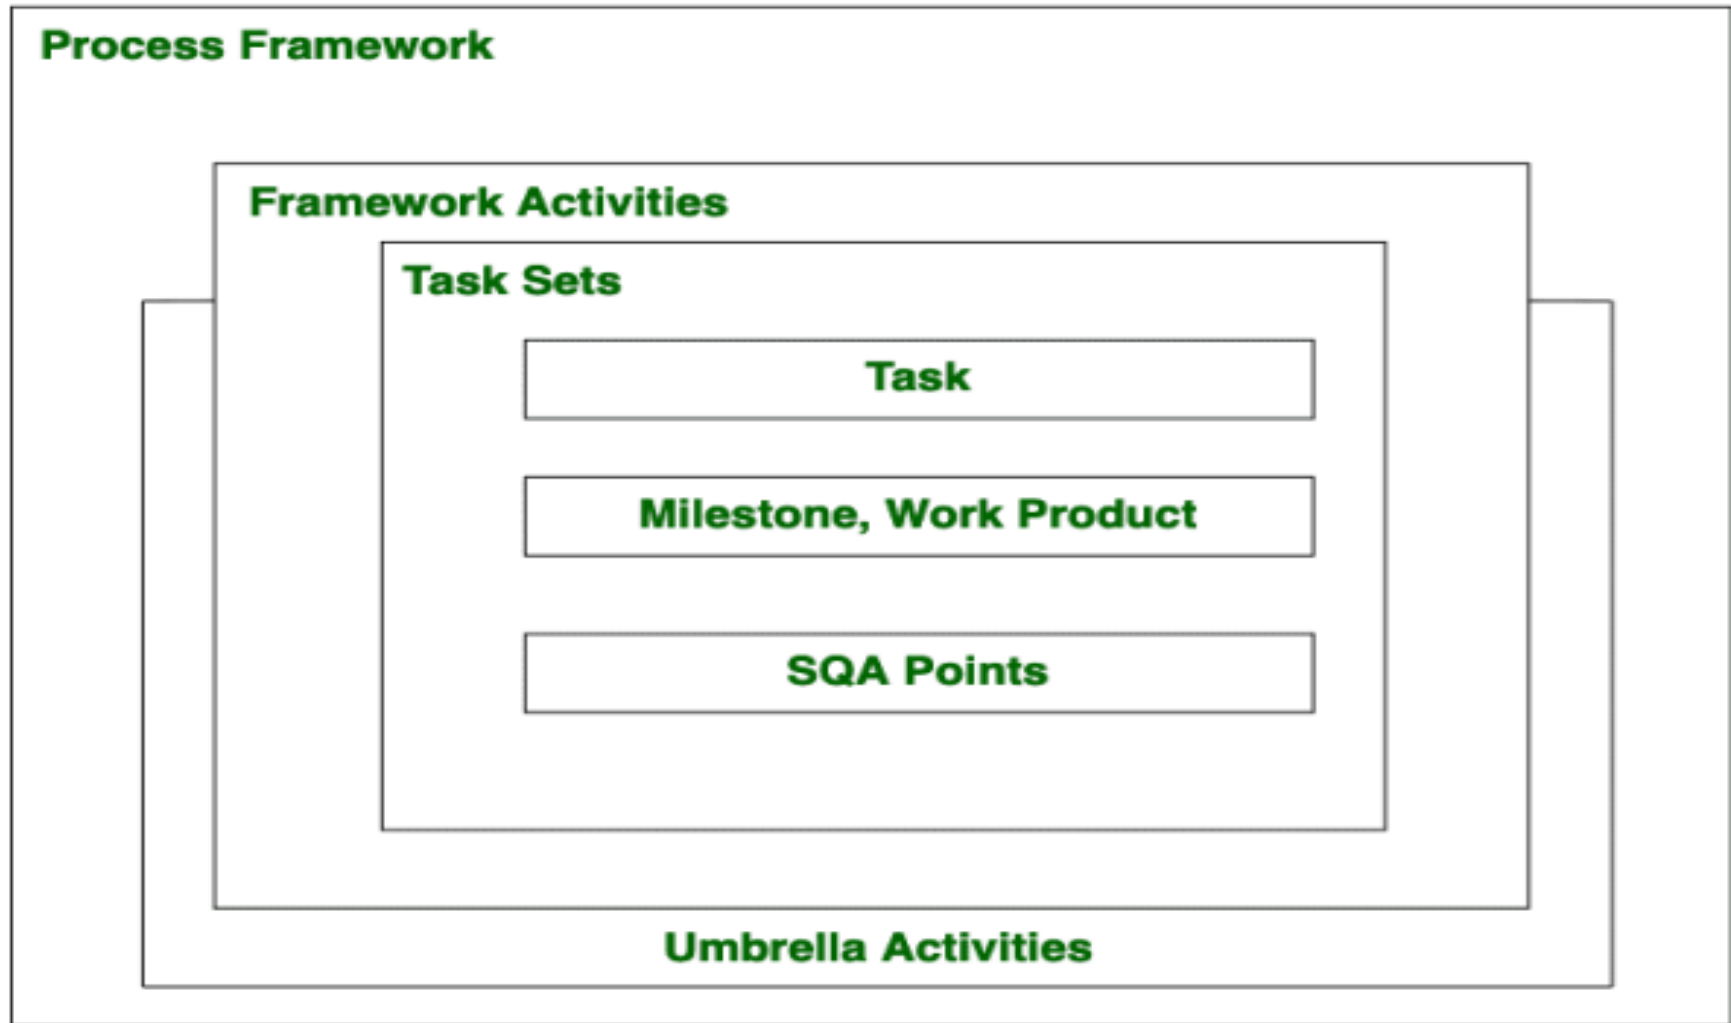 Process Framework
Framework Activities
Task Sets
Task
Milestone, Work Product
SQA Points
Umbrella Activities